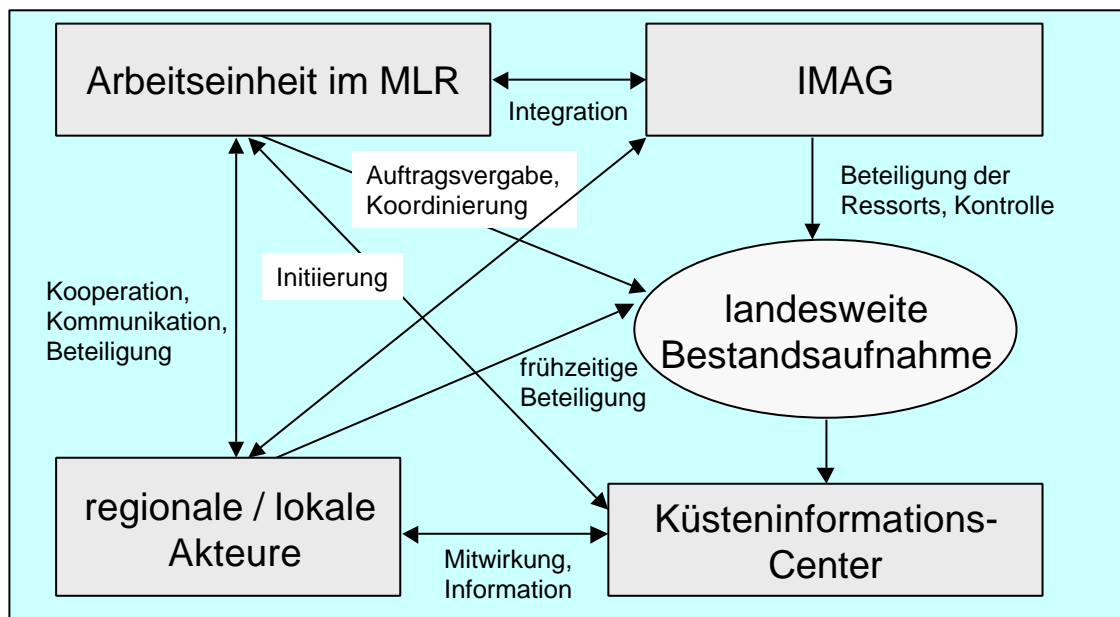 Arbeitseinheit im MLR
IMAG
Integration
Auftragsvergabe,
Koordinierung
Beteiligung der
Ressorts, Kontrolle
Initiierung
Kooperation,
Kommunikation,
Beteiligung
landesweite
Bestandsaufnahme
frühzeitige
Beteiligung
regionale / lokale
Akteure
Mitwirkung,
Information
Küsteninformations-
Center